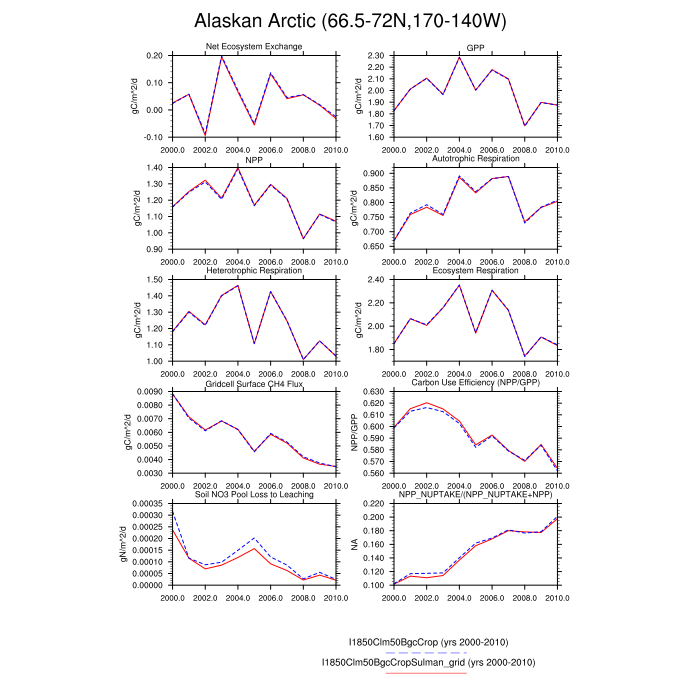 Alaskan Arctic (66.5-72N,170-140W)
Net Ecosystem Exchange
gC/m^2/d
0.20
0.10
0.00
-0.10
2000.0 2002.0 2004.0 2006.0 2008.0 2010.0
GPP
gC/m^2/d
2.30
2.20
2.10
2.00
1.90
1.80
1.70
1.60
2000.0 2002.0 2004.0 2006.0 2008.0 2010.0
NPP
gC/m^2/d
1.40
1.30
1.20
1.10
1.00
0.90
2000.0 2002.0 2004.0 2006.0 2008.0 2010.0
Autotrophic Respiration
gC/m^2/d
0.900
0.850
0.800
0.750
0.700
0.650
2000.0 2002.0 2004.0 2006.0 2008.0 2010.0
Heterotrophic Respiration
gC/m^2/d
1.50
1.40
1.30
1.20
1.10
1.00
2000.0 2002.0 2004.0 2006.0 2008.0 2010.0
Ecosystem Respiration
gC/m^2/d
2.40
2.20
2.00
1.80
2000.0 2002.0 2004.0 2006.0 2008.0 2010.0
Gridcell Surface CH4 Flux
gC/m^2/d
0.0090
0.0080
0.0070
0.0060
0.0050
0.0040
0.0030
2000.0 2002.0 2004.0 2006.0 2008.0 2010.0
Carbon Use Efficiency (NPP/GPP)
NPP/GPP
0.630
0.620
0.610
0.600
0.590
0.580
0.570
0.560
2000.0 2002.0 2004.0 2006.0 2008.0 2010.0
Soil NO3 Pool Loss to Leaching
gN/m^2/d
0.00035
0.00030
0.00025
0.00020
0.00015
0.00010
0.00005
0.00000
2000.0 2002.0 2004.0 2006.0 2008.0 2010.0
NPP_NUPTAKE/(NPP_NUPTAKE+NPP)
NA
0.220
0.200
0.180
0.160
0.140
0.120
0.100
2000.0 2002.0 2004.0 2006.0 2008.0 2010.0
I1850Clm50BgcCrop (yrs 2000-2010)
I1850Clm50BgcCropSulman_grid (yrs 2000-2010)